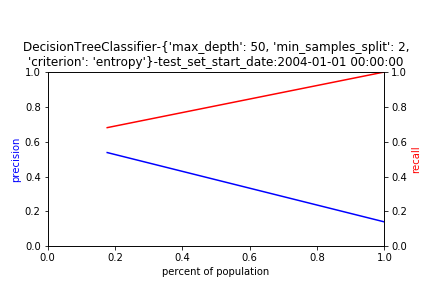 DecisionTreeClassifier-{'max_depth': 50, 'min_samples_split': 2,
'criterion': 'entropy'}-test_set_start_date:2004-01-01 00:00:00
1.0
0.8
0.6
0.4
0.2
0.0
precision
1.0
0.8
0.6
0.4
0.2
0.0
recall
0.0 0.2 0.4 0.6 0.8 1.0
percent of population